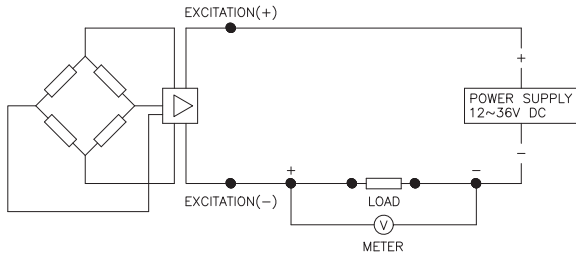 EXCITATION(+)
+
POWER SUPPLY
12~36V DC
−
+
−
EXCITATION(−)
LOAD
V
METER